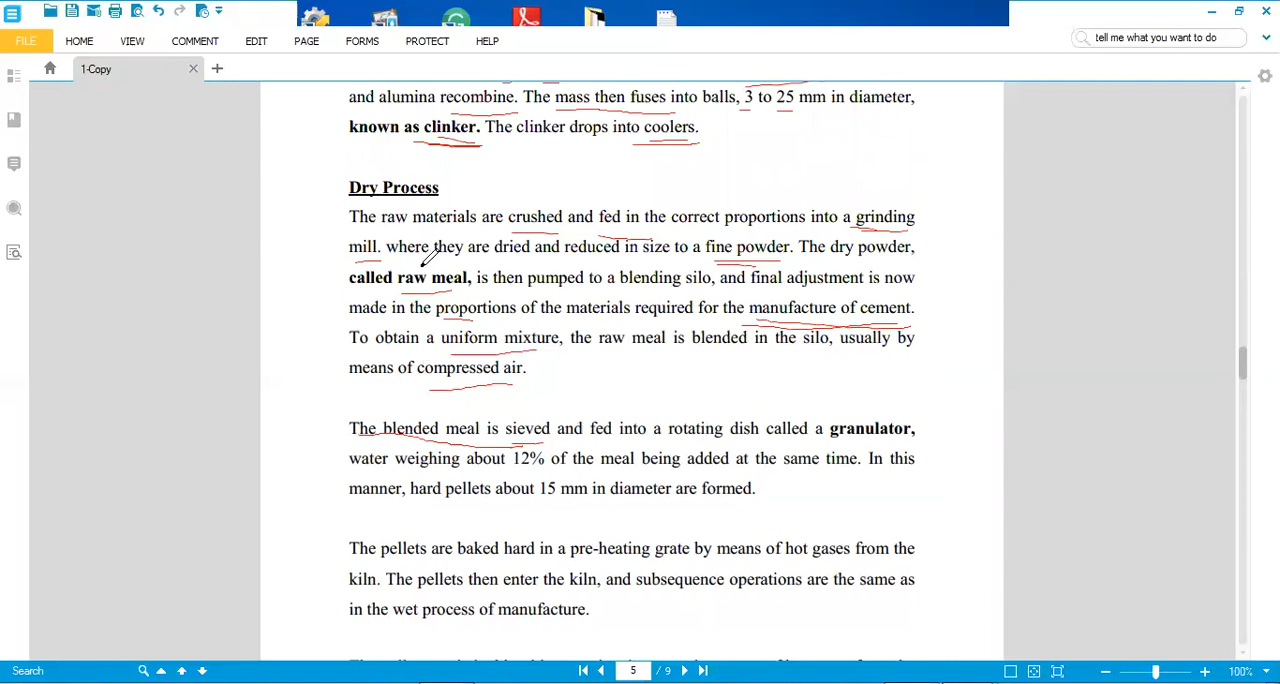 FILE HOME VIEW COMMENT EDIT PAGE FORMS PROTECT HELP tell me what you want to do
1-Copy
and alumina recombine. The mass then fuses into balls, 3 to 25 mm in diameter,
known as clinker. The clinker drops into coolers.
Dry Process
The raw materials are crushed and fed in the correct proportions into a grinding
mill. where they are dried and reduced in size to a fine powder. The dry powder,
called raw meal, is then pumped to a blending silo, and final adjustment is now
made in the proportions of the materials required for the manufacture of cement.
To obtain a uniform mixture, the raw meal is blended in the silo, usually by
means of compressed air.
The blended meal is sieved and fed into a rotating dish called a granulator,
water weighing about 12% of the meal being added at the same time. In this
manner, hard pellets about 15 mm in diameter are formed.
The pellets are baked hard in a pre-heating grate by means of hot gases from the
kiln. The pellets then enter the kiln, and subsequence operations are the same as
in the wet process of manufacture.
Search 5 / 9 100%